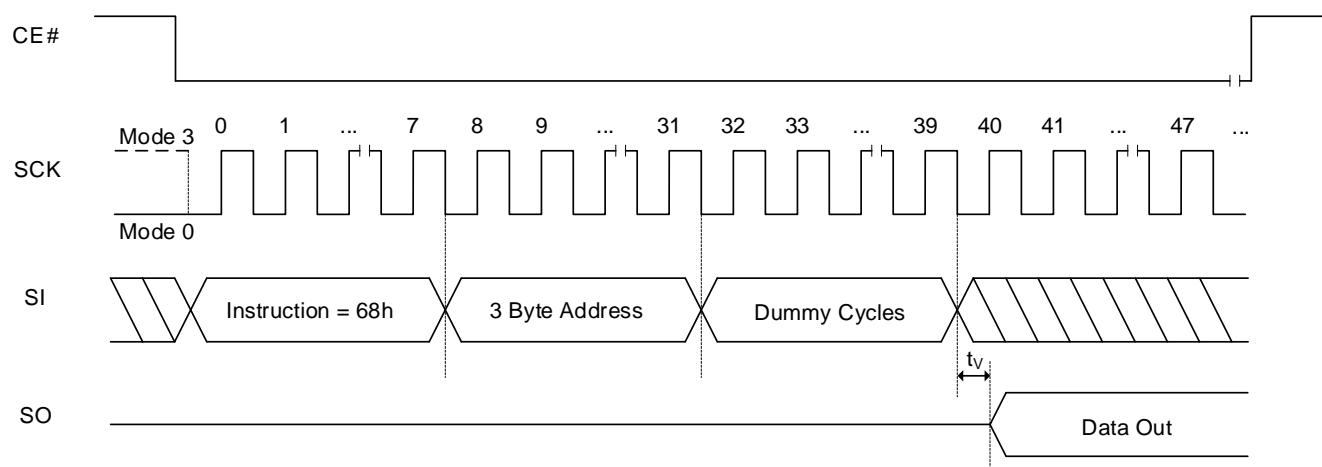 CE#
0 1 ... 7 8 9 ... 31 32 33 ... 39 40 41 ... 47 ...
Mode 3
SCK
Mode 0
SI
Instruction = 68h
3 Byte Address
Dummy Cycles
tV
SO
Data Out